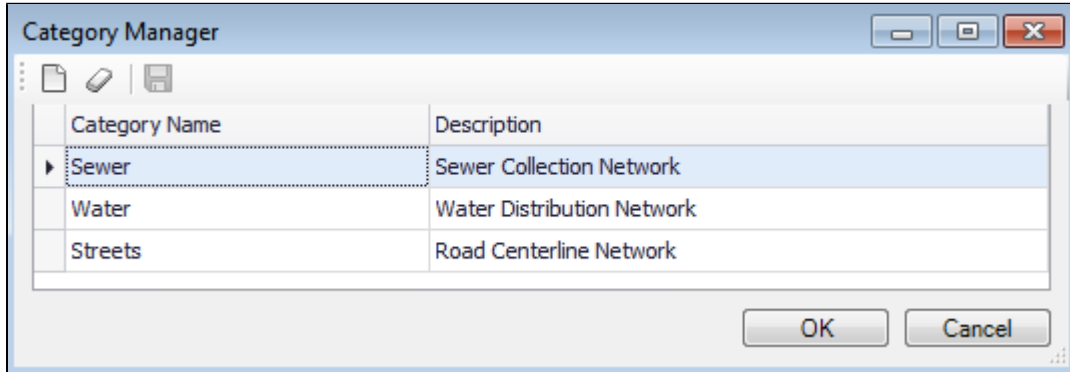 Category Manager
Category Name Description
Sewer Sewer Collection Network
Water Water Distribution Network
Streets Road Centerline Network
OK Cancel